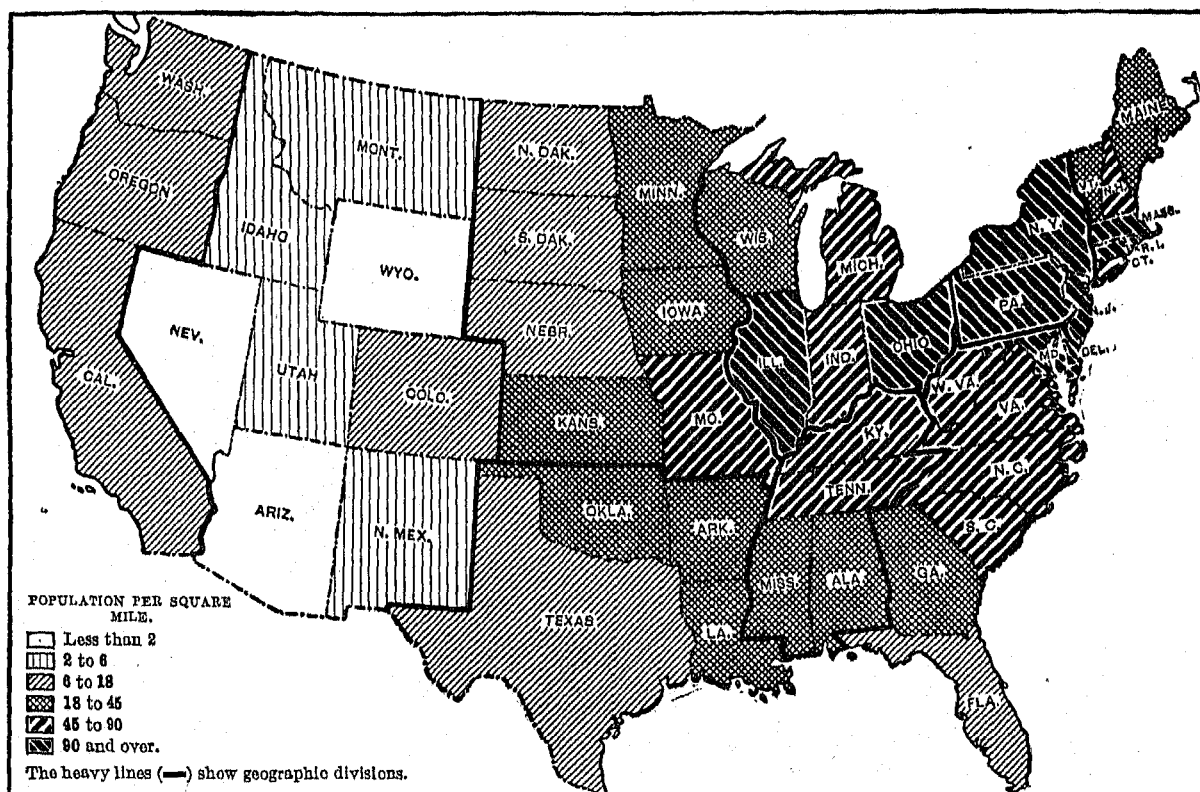 WASH.
MONT.
N. DAK.
MINN.
MAINE
OREGON
IDAHO
S. DAK.
WIS.
MICH.
VT.
N.H.
N. Y.
MASS.
R. I.
CT.
WYO.
NEV.
UTAH
COLO.
NEBR.
IOWA
ILL.
IND.
OHIO
PA.
N. J.
MD.
DEL.
CAL.
KANS.
MO.
KY.
W. VA.
VA.
ARIZ.
N. MEX.
OKLA.
ARK.
TENN.
N. C.
S. C.
TEXAS
LA.
MISS.
ALA.
GA.
FLA.
POPULATION PER SQUARE
MILE.
Less than 2
2 to 6
6 to 18
18 to 45
45 to 90
90 and over.
The heavy lines (▬) show geographic divisions.